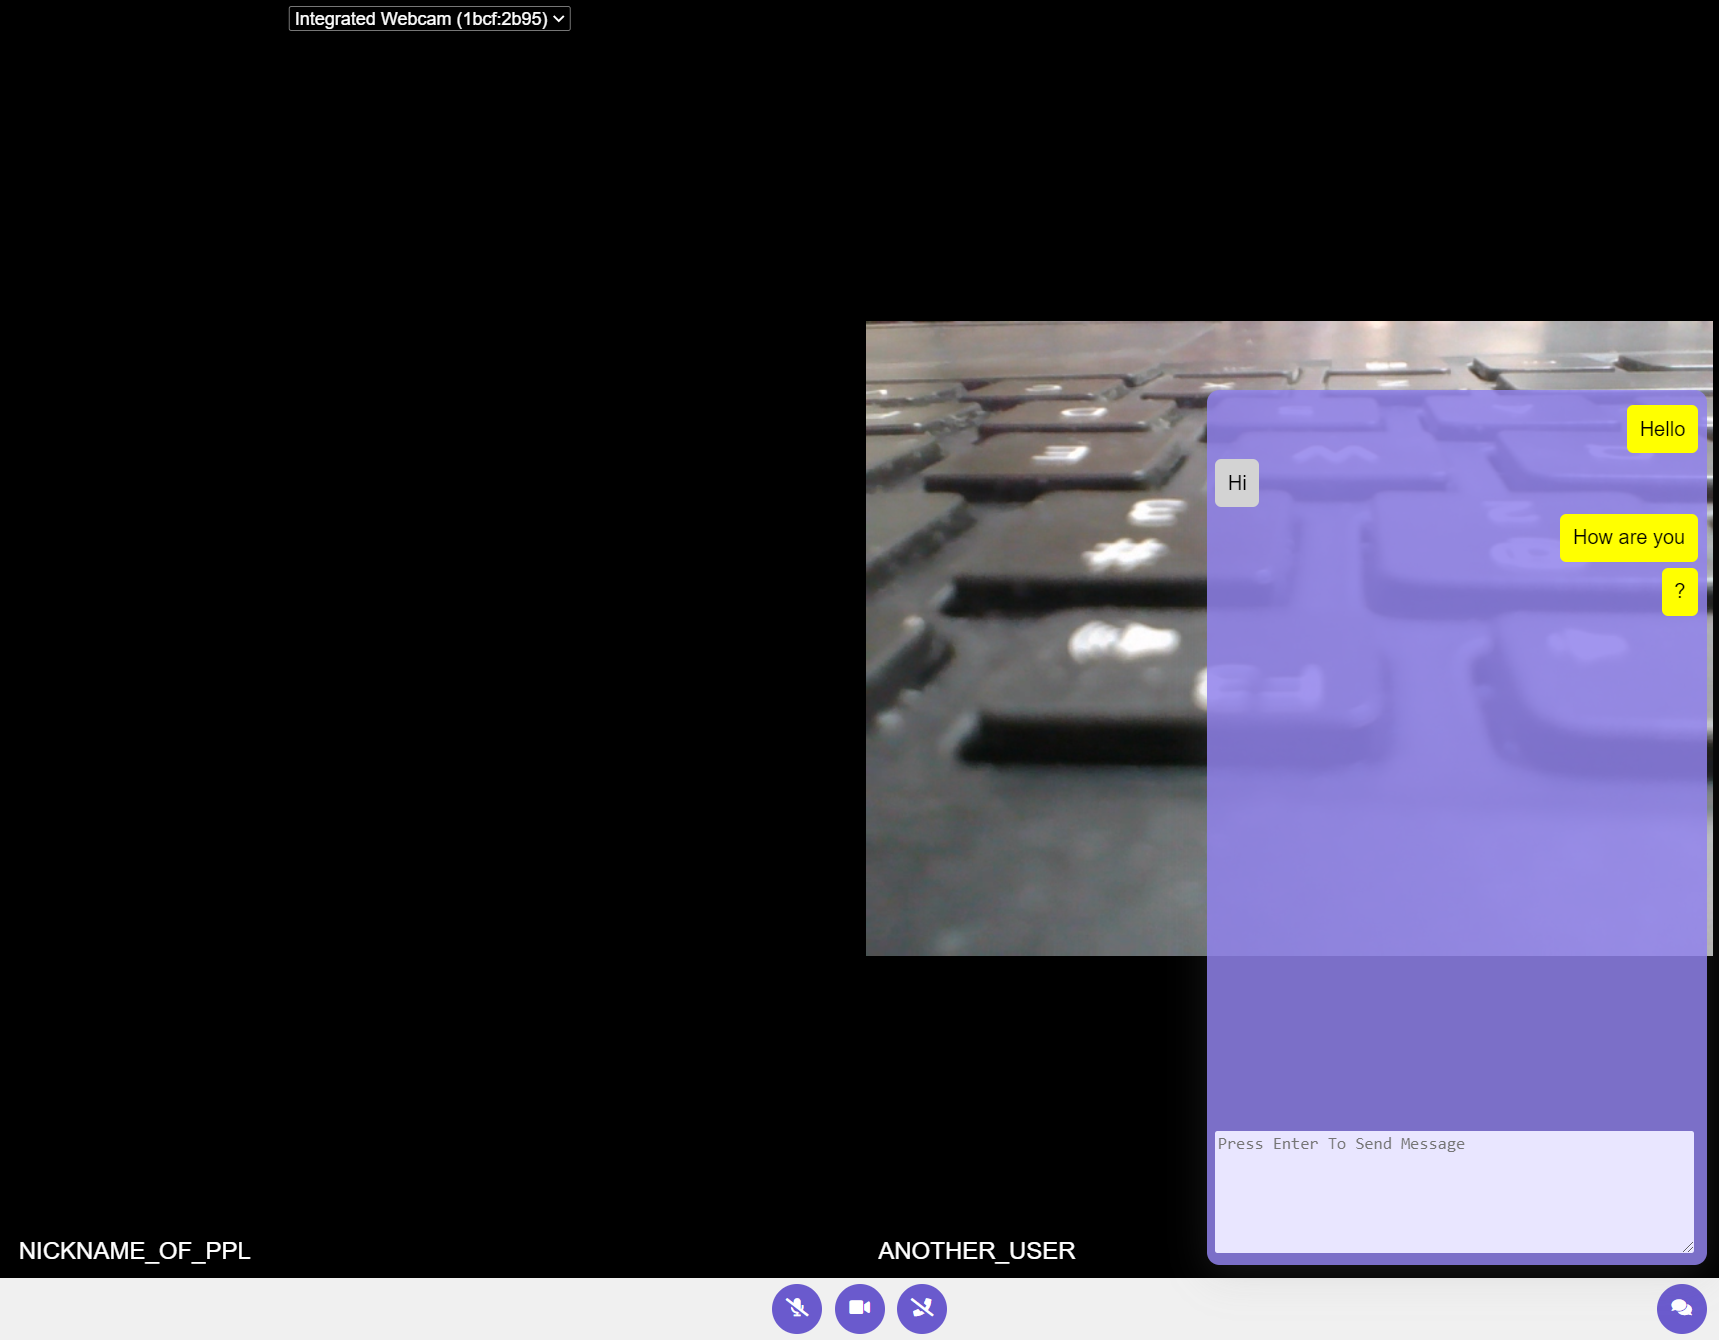 Integrated Webcam (1bcf:2b95)
Hello
Hi
How are you
?
Press Enter To Send Message
NICKNAME_OF_PPL
ANOTHER_USER